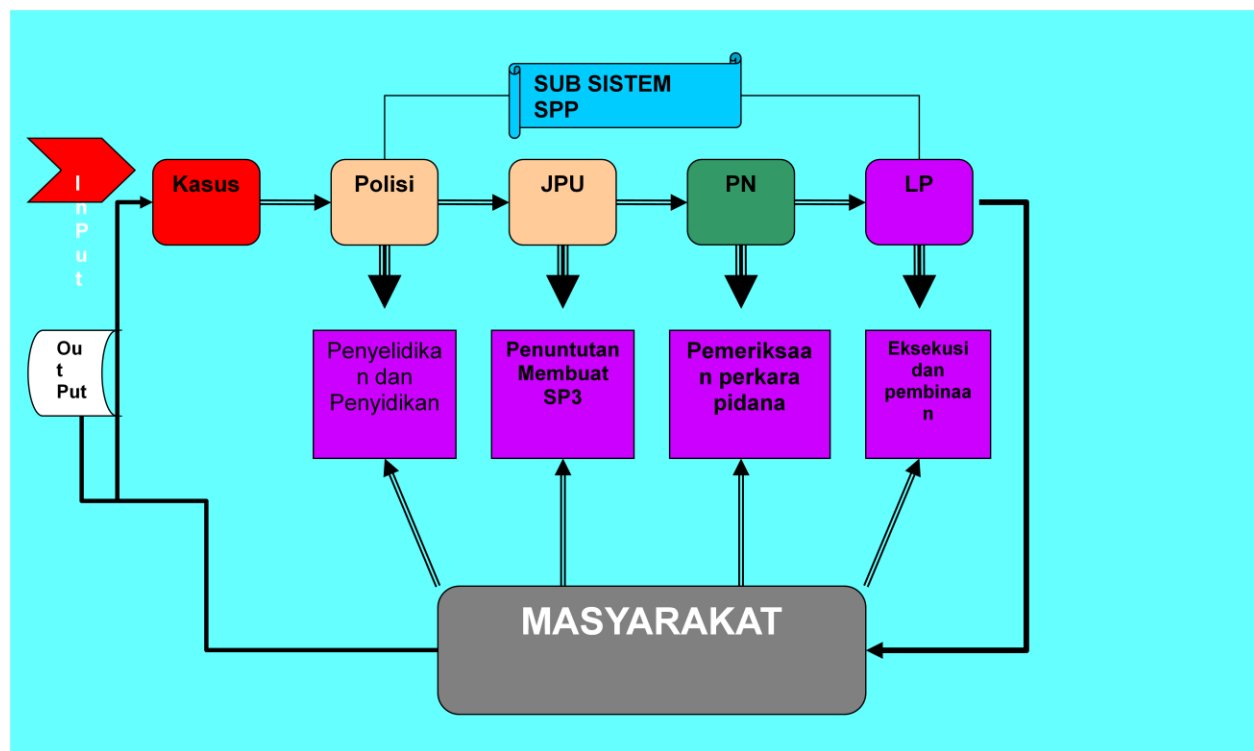 SUB SISTEM
SPP
I
n
P
u
t
Kasus
Polisi
JPU
PN
LP
Ou
t
Put
Penyelidika
n dan
Penyidikan
Penuntutan
Membuat
SP3
Pemeriksaa
n perkara
pidana
Eksekusi
dan
pembinaa
n
MASYARAKAT